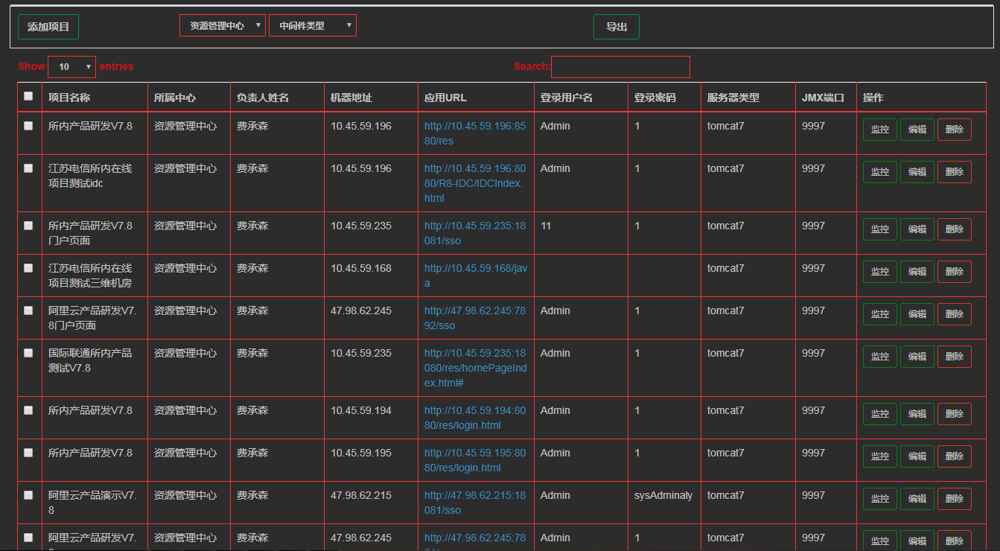 添加项目 资源管理中心 中间件类型 导出
Show 10 entries Search:
项目名称 所属中心 负责人姓名 机器地址 应用URL 登录用户名 登录密码 服务器类型 JMX端口 操作
所内产品研发V7.8 资源管理中心 费承森 10.45.59.196 http://10.45.59.196:85 Admin 1 tomcat7 9997 监控 编辑 删除
80/res
江苏电信所内在线 资源管理中心 费承森 10.45.59.196 http://10.45.59.196:80 Admin 1 tomcat7 9997 监控 编辑 删除
项目测试idc 80/R8-IDC/IDCIndex.
html
所内产品研发V7.8 资源管理中心 费承森 10.45.59.235 http://10.45.59.235:18 11 1 tomcat7 9997 监控 编辑 删除
门户页面 081/sso
江苏电信所内在线 资源管理中心 费承森 10.45.59.168 http://10.45.59.168/jav tomcat7 9997 监控 编辑 删除
项目测试三维机房 a
阿里云产品研发V7. 资源管理中心 费承森 47.98.62.245 http://47.98.62.245:78 Admin 1 tomcat7 9997 监控 编辑 删除
8门户页面 92/sso
国际联通所内产品 资源管理中心 费承森 10.45.59.235 http://10.45.59.235:18 Admin 1 tomcat7 9997 监控 编辑 删除
测试V7.8 080/res/homePageInd
ex.html#
所内产品研发V7.8 资源管理中心 费承森 10.45.59.194 http://10.45.59.194:80 Admin 1 tomcat7 9997 监控 编辑 删除
80/res/login.html
所内产品研发V7.8 资源管理中心 费承森 10.45.59.195 http://10.45.59.195:80 Admin 1 tomcat7 9997 监控 编辑 删除
80/res/login.html
阿里云产品演示V7. 资源管理中心 费承森 47.98.62.215 http://47.98.62.215:18 Admin sysAdminaly tomcat7 9997 监控 编辑 删除
8 081/sso
阿里云产品研发V7. 资源管理中心 费承森 47.98.62.245 http://47.98.62.245:78 Admin 1 tomcat7 9997 监控 编辑 删除